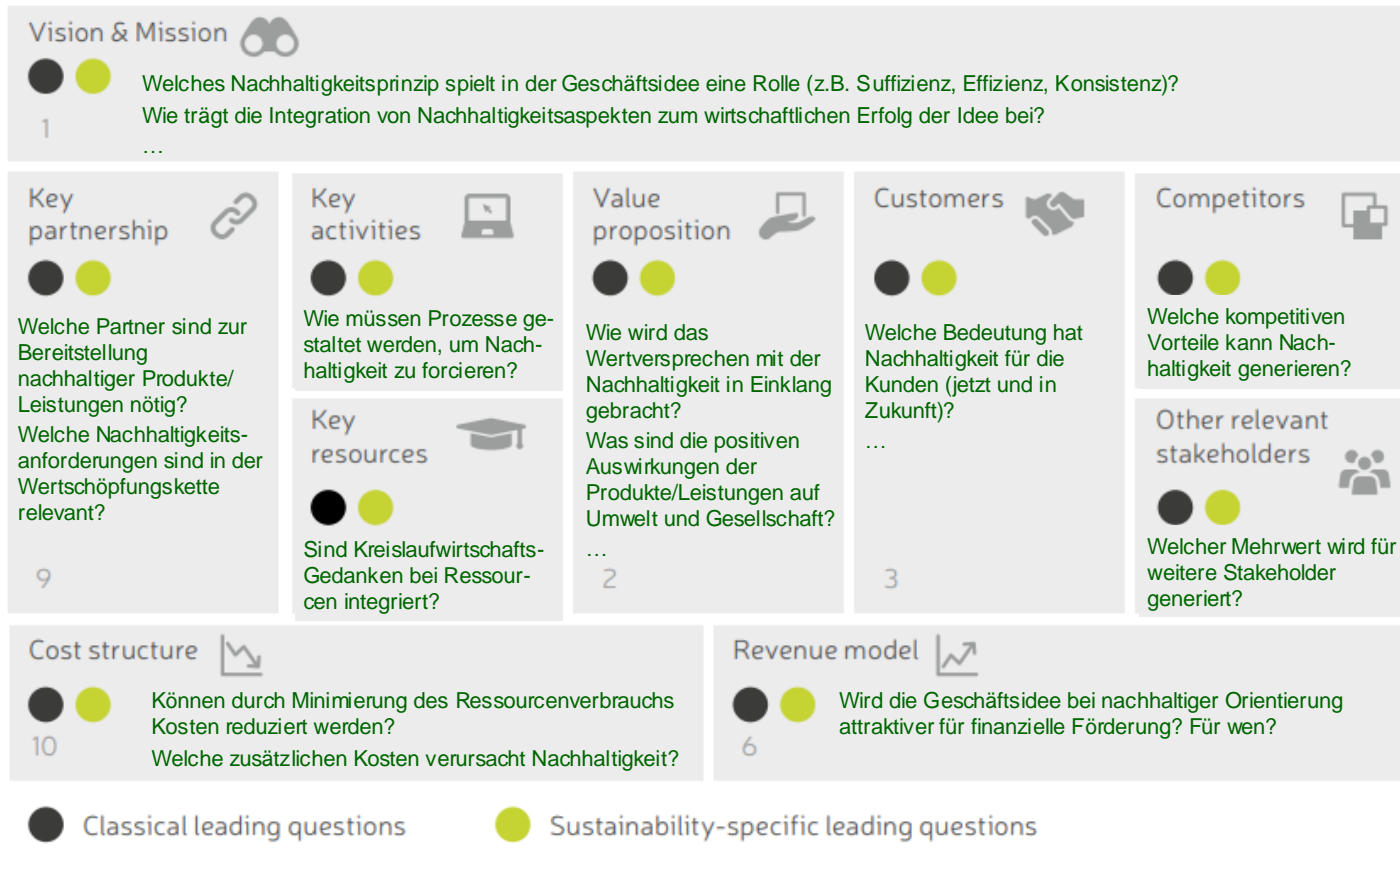 Vision & Mission
Welches Nachhaltigkeitsprinzip spielt in der Geschäftsidee eine Rolle (z.B. Suffizienz, Effizienz, Konsistenz)?
Wie trägt die Integration von Nachhaltigkeitsaspekten zum wirtschaftlichen Erfolg der Idee bei?
1
…
Key
partnership
Welche Partner sind zur
Bereitstellung
nachhaltiger Produkte/
Leistungen nötig?
Welche Nachhaltigkeits-
anforderungen sind in der
Wertschöpfungskette
relevant?
9
Key
activities
Wie müssen Prozesse ge-
staltet werden, um Nach-
haltigkeit zu forcieren?
Key
resources
Sind Kreislaufwirtschafts-
Gedanken bei Ressour-
cen integriert?
Value
proposition
Wie wird das
Wertversprechen mit der
Nachhaltigkeit in Einklang
gebracht?
Was sind die positiven
Auswirkungen der
Produkte/Leistungen auf
Umwelt und Gesellschaft?
…
2
Customers
Welche Bedeutung hat
Nachhaltigkeit für die
Kunden (jetzt und in
Zukunft)?
…
3
Competitors
Welche kompetitiven
Vorteile kann Nach-
haltigkeit generieren?
Other relevant
stakeholders
Welcher Mehrwert wird für
weitere Stakeholder
generiert?
Cost structure
Können durch Minimierung des Ressourcenverbrauchs
Kosten reduziert werden?
Welche zusätzlichen Kosten verursacht Nachhaltigkeit?
10
Revenue model
Wird die Geschäftsidee bei nachhaltiger Orientierung
attraktiver für finanzielle Förderung? Für wen?
6
Classical leading questions
Sustainability-specific leading questions